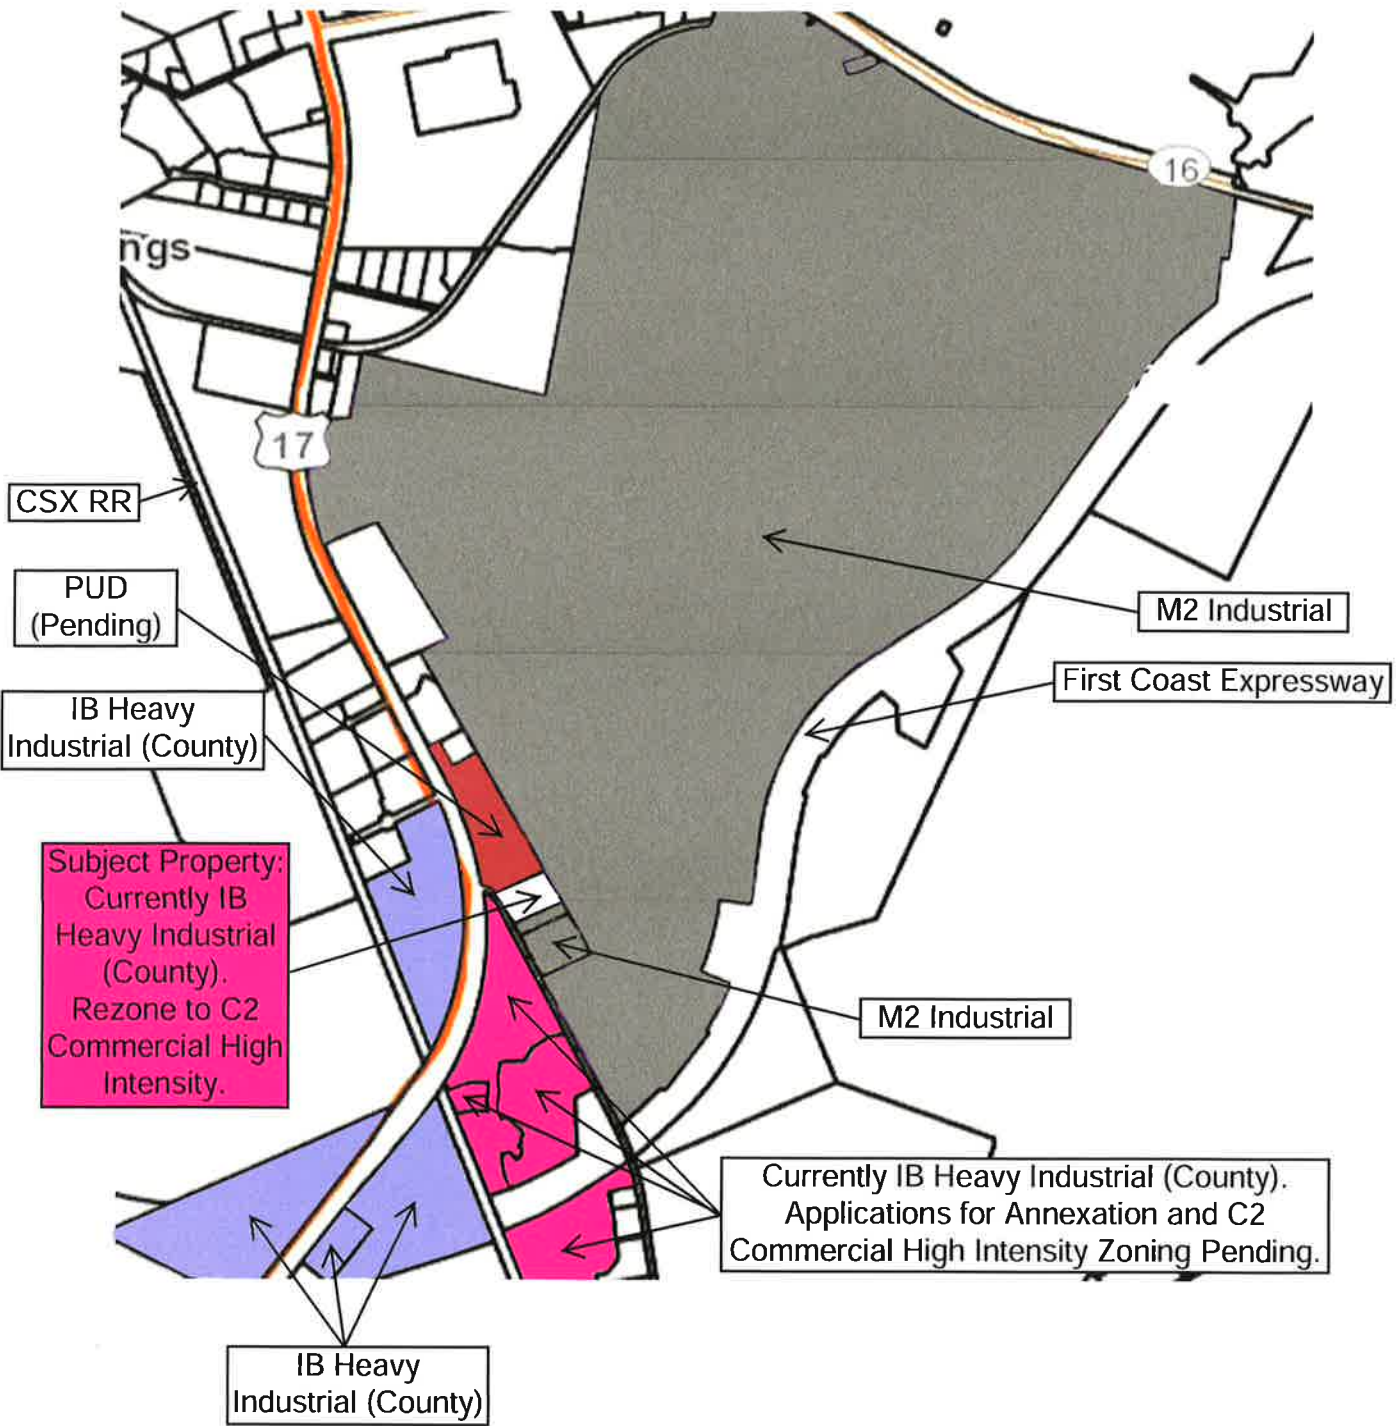 16
ngs
17
CSX RR
PUD
(Pending)
M2 Industrial
First Coast Expressway
IB Heavy
Industrial (County)
Subject Property:
Currently IB
Heavy Industrial
(County).
Rezone to C2
Commercial High
Intensity.
M2 Industrial
Currently IB Heavy Industrial (County).
Applications for Annexation and C2
Commercial High Intensity Zoning Pending.
IB Heavy
Industrial (County)